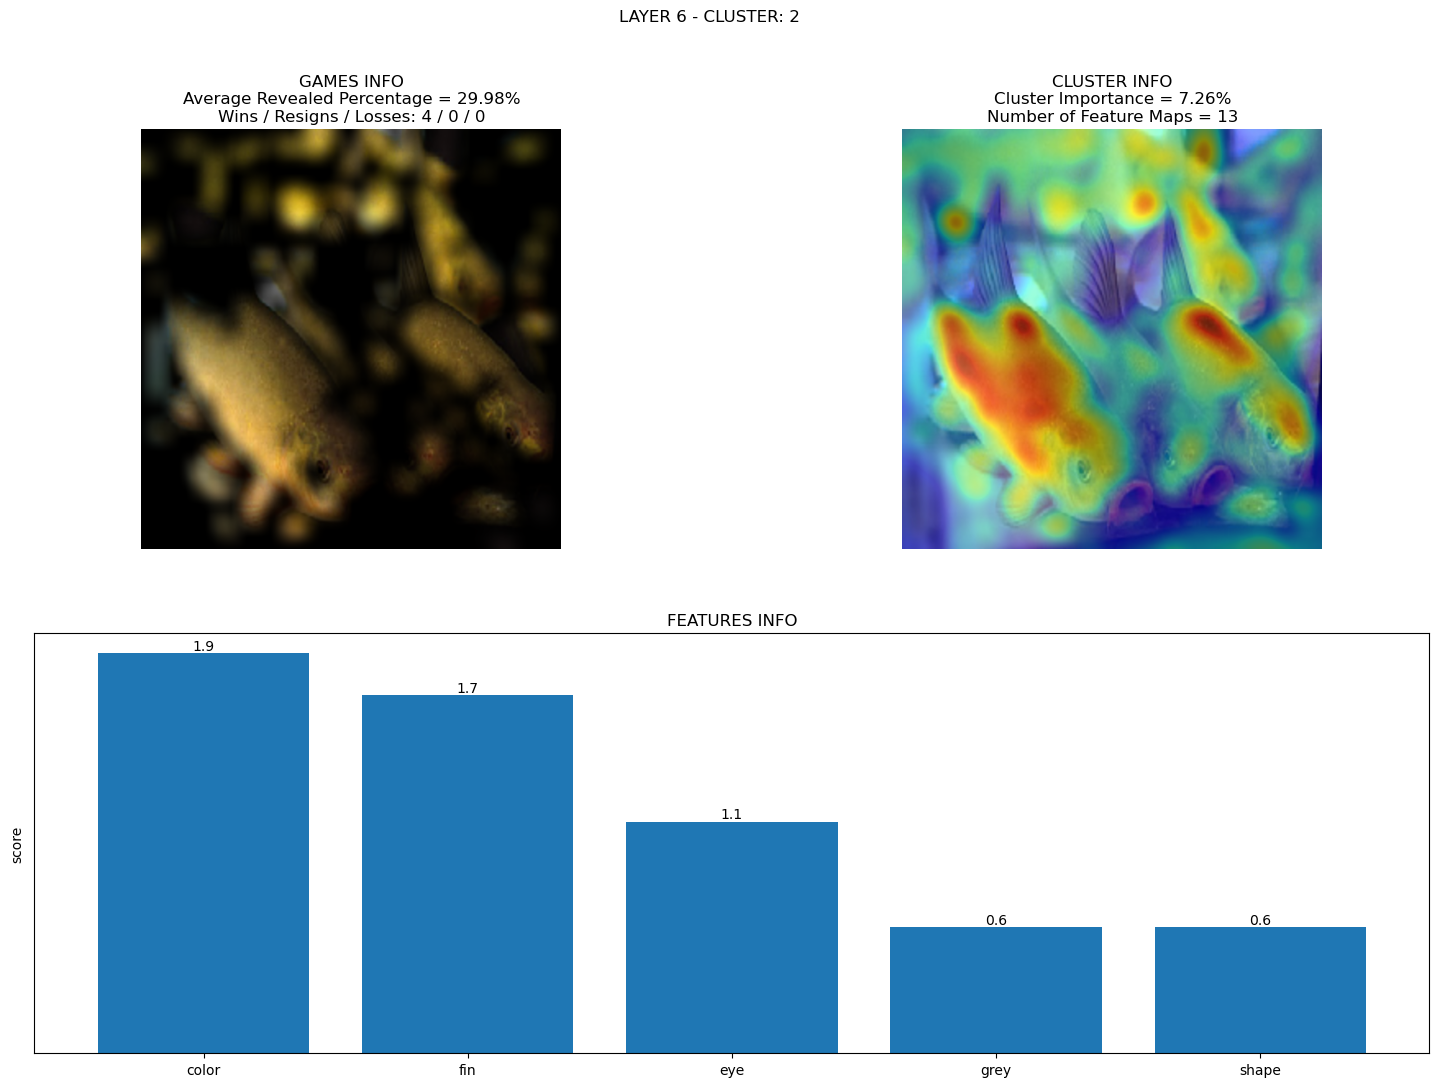 LAYER 6 - CLUSTER: 2
GAMES INFO
Average Revealed Percentage = 29.98%
Wins / Resigns / Losses: 4 / 0 / 0
CLUSTER INFO
Cluster Importance = 7.26%
Number of Feature Maps = 13
FEATURES INFO
score
1.9
1.7
1.1
0.6
0.6
color
fin
eye
grey
shape